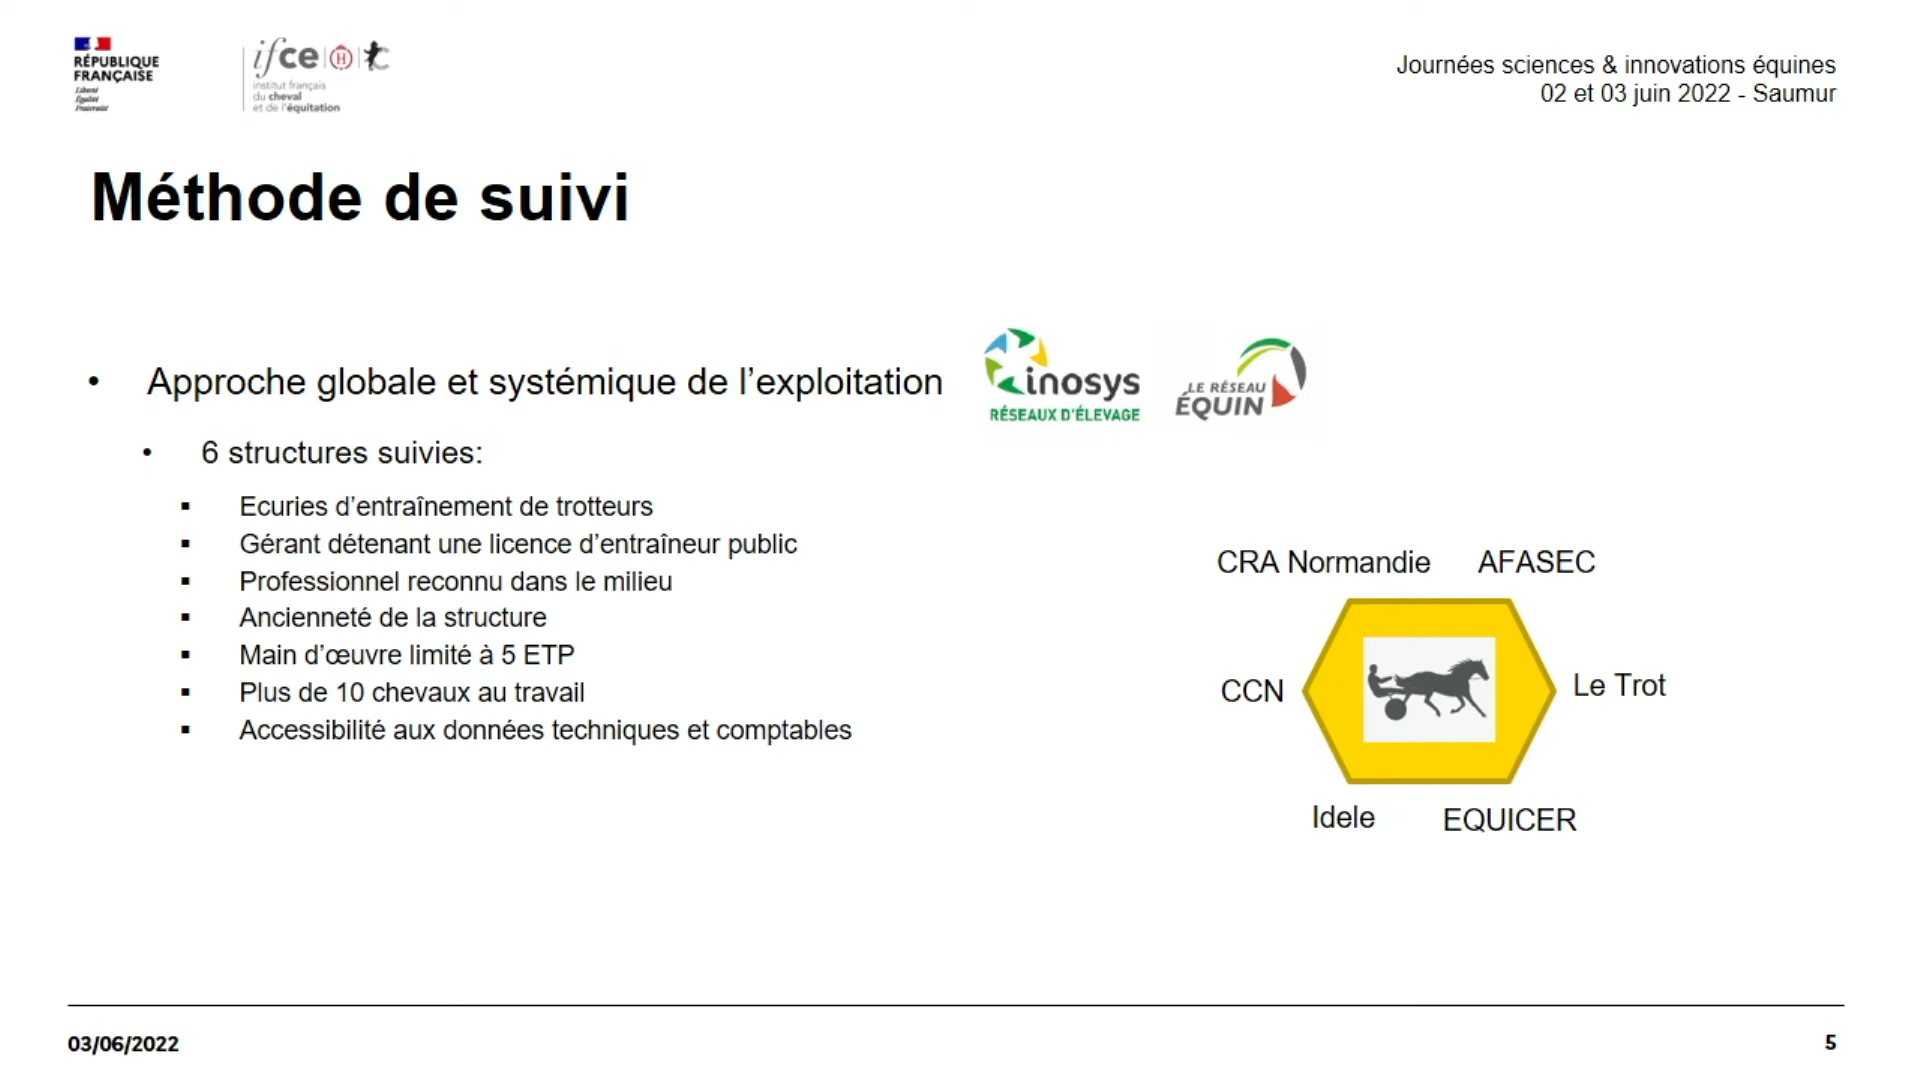 RÉPUBLIQUE
FRANÇAISE
Liberté
Égalité
Fraternité
ifce
institut français
du cheval
et de l'équitation
Journées sciences & innovations équines
02 et 03 juin 2022 - Saumur
Méthode de suivi
• Approche globale et systémique de l’exploitation
inosys
RÉSEAUX D'ÉLEVAGE
LE RÉSEAU
ÉQUIN
• 6 structures suivies:
▪ Ecuries d’entraînement de trotteurs
▪ Gérant détenant une licence d’entraîneur public
▪ Professionnel reconnu dans le milieu
▪ Ancienneté de la structure
▪ Main d’œuvre limité à 5 ETP
▪ Plus de 10 chevaux au travail
▪ Accessibilité aux données techniques et comptables
CRA Normandie AFASEC
CCN Le Trot
Idele EQUICER
03/06/2022 5